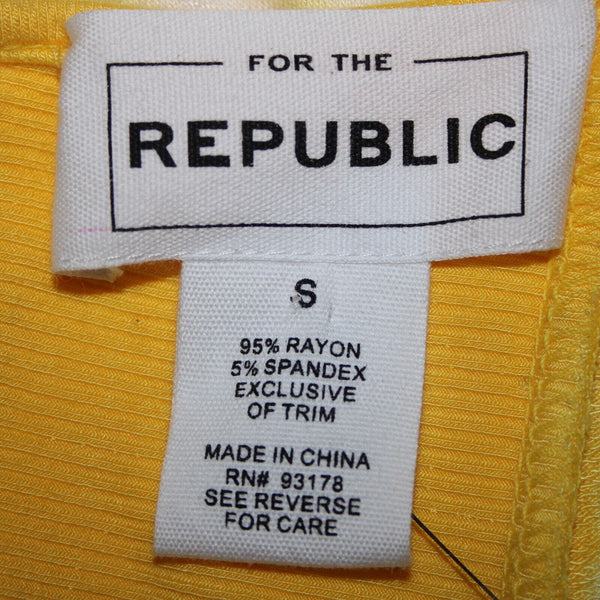 FOR THE
REPUBLIC
S
95% RAYON
5% SPANDEX
EXCLUSIVE
OF TRIM
MADE IN CHINA
RN# 93178
SEE REVERSE
FOR CARE